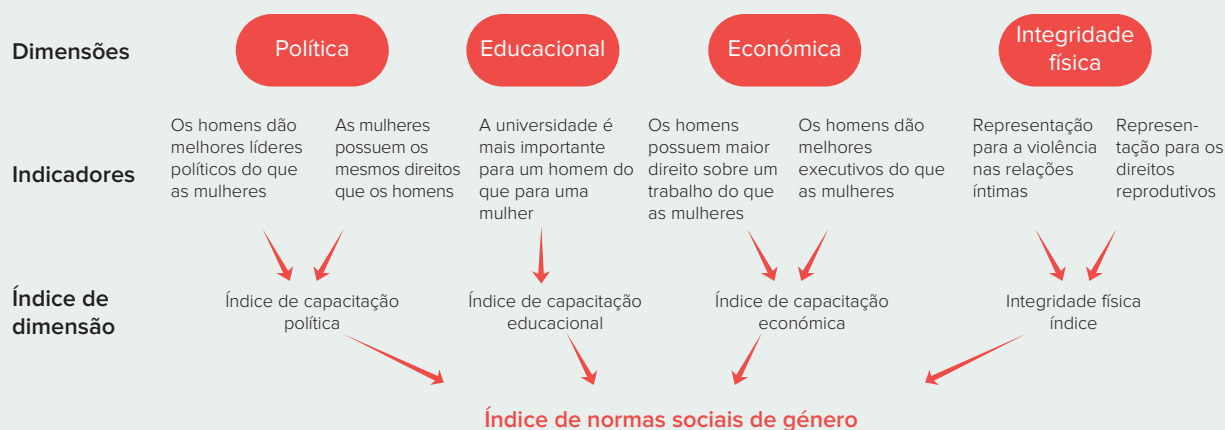 Dimensões
Política
Educacional
Económica
Integridade
física
Indicadores
Os homens dão
melhores líderes
políticos do que
as mulheres
As mulheres
possuem os
mesmos direitos
que os homens
A universidade é
mais importante
para um homem do
que para uma
mulher
Os homens
possuem maior
direito sobre um
trabalho do que
as mulheres
Os homens dão
melhores
executivos do que
as mulheres
Representação
para a violência
nas relações
íntimas
Represen-
tação para os
direitos
reprodutivos
Índice de
dimensão
Índice de capacitação
política
Índice de capacitação
educacional
Índice de capacitação
económica
Integridade física
índice
Índice de normas sociais de género